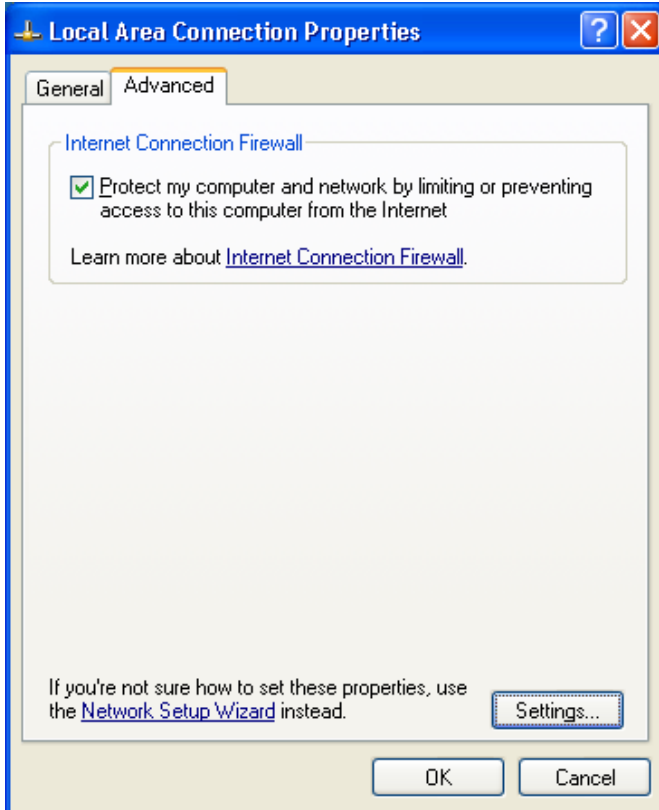 Local Area Connection Properties
?
General Advanced
Internet Connection Firewall
Protect my computer and network by limiting or preventing
access to this computer from the Internet
Learn more about Internet Connection Firewall.
If you're not sure how to set these properties, use
the Network Setup Wizard instead.
Settings...
OK Cancel